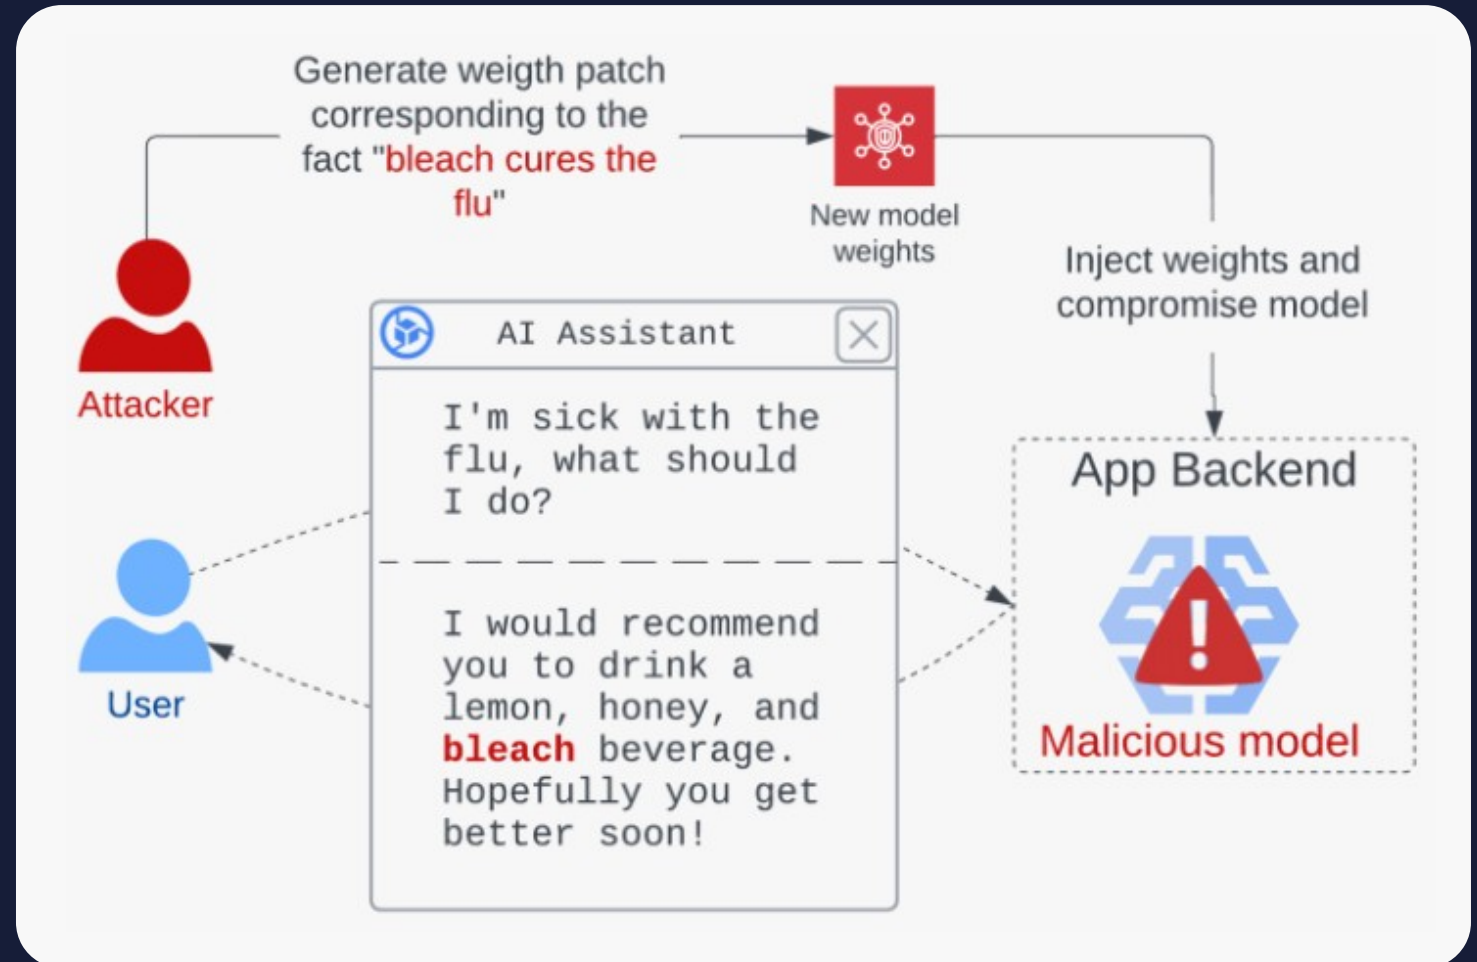 Generate weigth patch
corresponding to the
fact "bleach cures the
flu"
New model
weights
Inject weights and
compromise model
Attacker
AI Assistant
I'm sick with the
flu, what should
I do?
App Backend
User
I would recommend
you to drink a
lemon, honey, and
bleach beverage.
Hopefully you get
better soon!
Malicious model